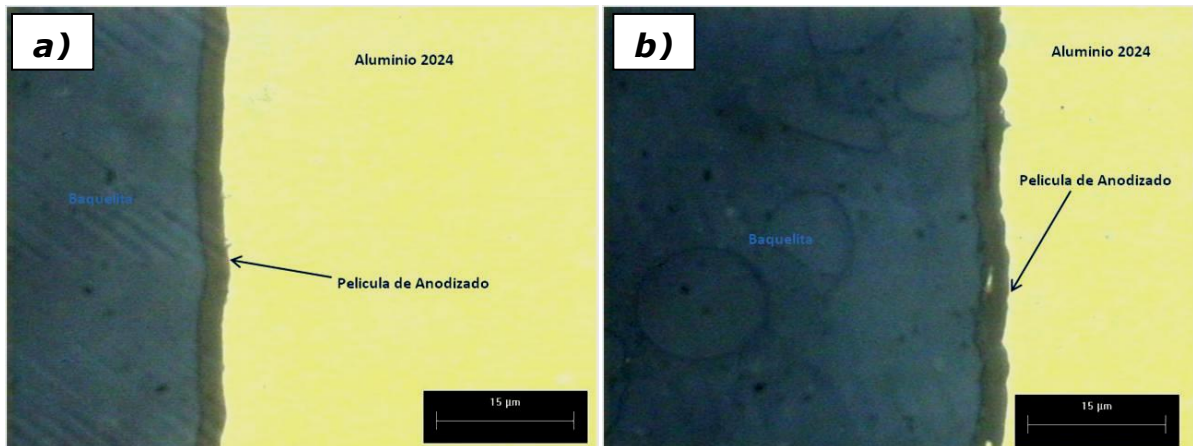 a)
Aluminio 2024
Baquelita
Pelicula de Anodizado
15 µm
b)
Aluminio 2024
Pelicula de Anodizado
Baquelita
15 µm